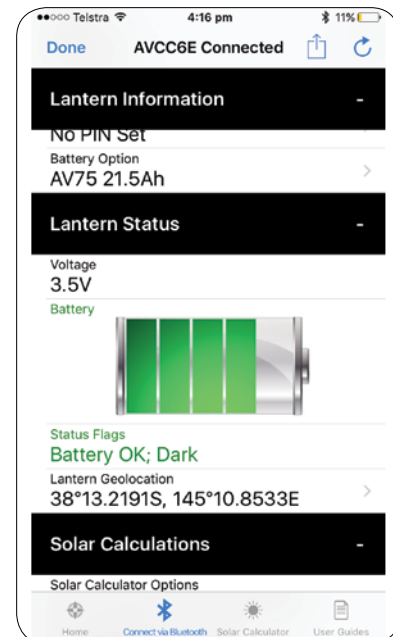 Telstra 4:16 pm 11%
Done AVCC6E Connected
Lantern Information -
No PIN Set
Battery Option
AV75 21.5Ah
Lantern Status -
Voltage
3.5V
Battery
Status Flags
Battery OK; Dark
Lantern Geolocation
38°13.2191S, 145°10.8533E
Solar Calculations -
Solar Calculator Options
Home Connect via Bluetooth Solar Calculator User Guides